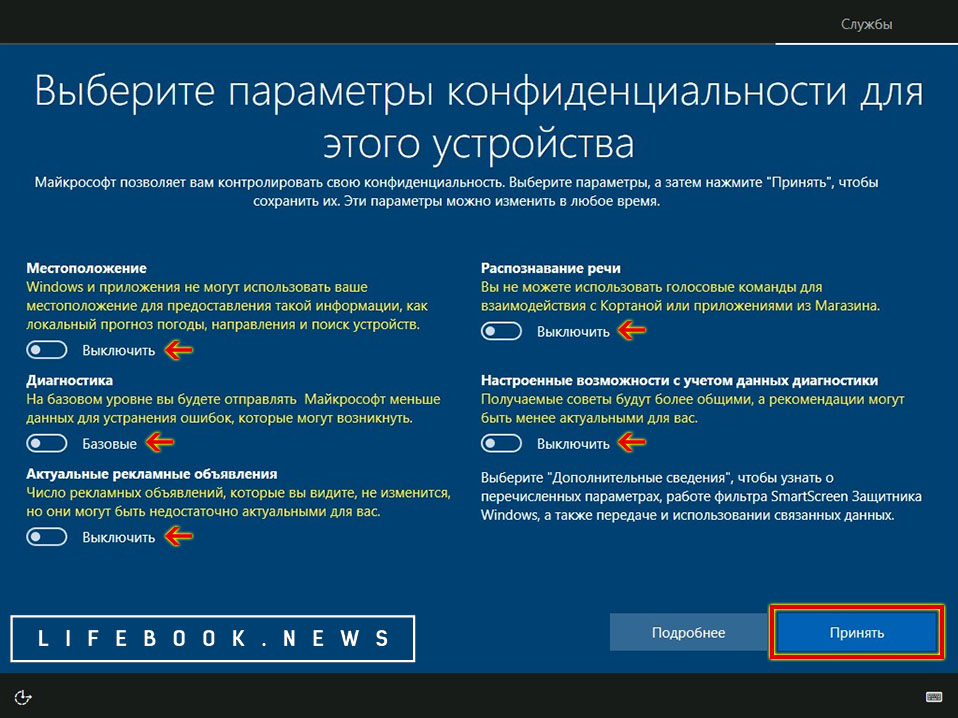 Службы
Выберите параметры конфиденциальности для
этого устройства
Майкрософт позволяет вам контролировать свою конфиденциальность. Выберите параметры, а затем нажмите "Принять", чтобы
сохранить их. Эти параметры можно изменить в любое время.
Местоположение
Windows и приложения не могут использовать ваше
местоположение для предоставления такой информации, как
локальный прогноз погоды, направления и поиск устройств.
Выключить
Диагностика
На базовом уровне вы будете отправлять Майкрософт меньше
данных для устранения ошибок, которые могут возникнуть.
Базовые
Актуальные рекламные объявления
Число рекламных объявлений, которые вы видите, не изменится,
но они могут быть недостаточно актуальными для вас.
Выключить
Распознавание речи
Вы не можете использовать голосовые команды для
взаимодействия с Кортаной или приложениями из Магазина.
Выключить
Настроенные возможности с учетом данных диагностики
Получаемые советы будут более общими, а рекомендации могут
быть менее актуальными для вас.
Выключить
Выберите "Дополнительные сведения", чтобы узнать о
перечисленных параметрах, работе фильтра SmartScreen Защитника
Windows, а также передаче и использовании связанных данных.
LIFEBOOK.NEWS
Подробнее
Принять